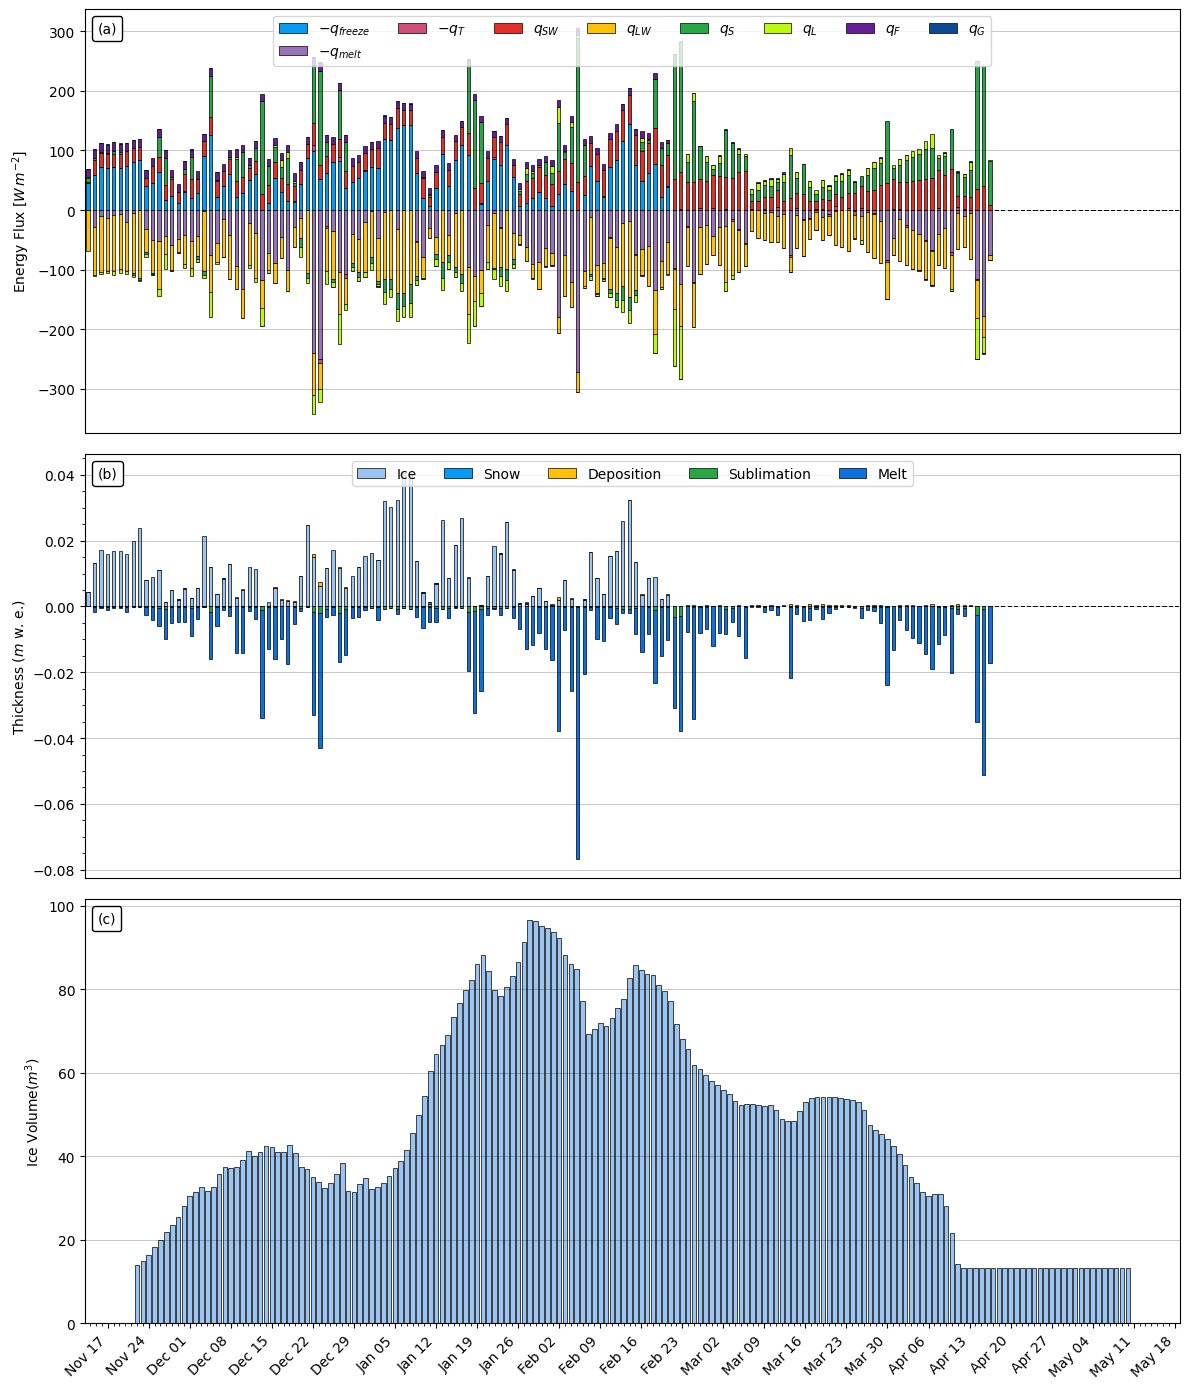 (a)
−q_freeze −q_T q_SW q_LW q_S q_L q_F q_G
−q_melt
Energy Flux [W m⁻²]
300
200
100
0
−100
−200
−300
(b)
Ice Snow Deposition Sublimation Melt
Thickness (m w. e.)
0.04
0.02
0.00
−0.02
−0.04
−0.06
−0.08
(c)
Ice Volume(m³)
100
80
60
40
20
0
Nov 17 Nov 24 Dec 01 Dec 08 Dec 15 Dec 22 Dec 29 Jan 05 Jan 12 Jan 19 Jan 26 Feb 02 Feb 09 Feb 16 Feb 23 Mar 02 Mar 09 Mar 16 Mar 23 Mar 30 Apr 06 Apr 13 Apr 20 Apr 27 May 04 May 11 May 18